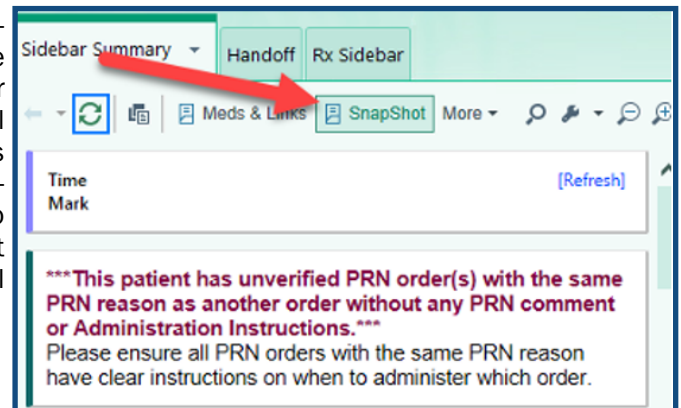 Sidebar Summary Handoff Rx Sidebar
Meds & Links SnapShot More
Time [Refresh]
Mark
***This patient has unverified PRN order(s) with the same
PRN reason as another order without any PRN comment
or Administration Instructions.***
Please ensure all PRN orders with the same PRN reason
have clear instructions on when to administer which order.